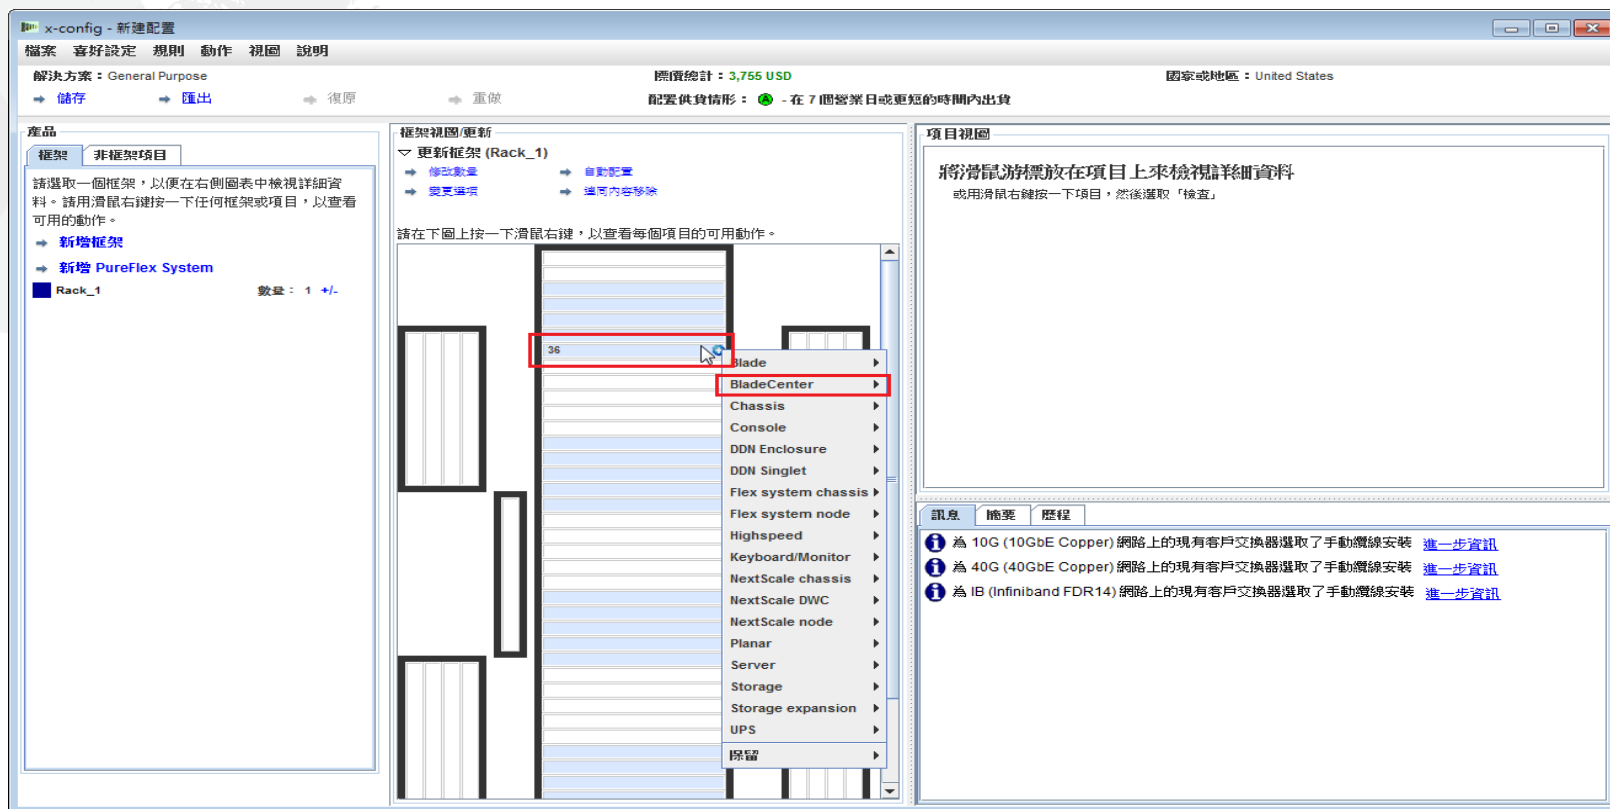 x-config - 新建配置
檔案 喜好設定 規則 動作 視圖 說明
解決方案：General Purpose
標價總計：3,755 USD
國家或地區：United States
儲存 匯出 復原 重做
配置供貨情形： A - 在 7 個營業日或更短的時間內出貨
產品
框架 非框架項目
請選取一個框架，以便在右側圖表中檢視詳細資
料。請用滑鼠右鍵按一下任何框架或項目，以查看
可用的動作。
新增框架
新增 PureFlex System
Rack_1 數量： 1 +/-
框架視圖/更新
更新框架 (Rack_1)
修改數量 自動配置
變更選項 連同內容移除
請在下圖上按一下滑鼠右鍵，以查看每個項目的可用動作。
36
Blade
BladeCenter
Chassis
Console
DDN Enclosure
DDN Singlet
Flex system chassis
Flex system node
Highspeed
Keyboard/Monitor
NextScale chassis
NextScale DWC
NextScale node
Planar
Server
Storage
Storage expansion
UPS
保留
項目視圖
將滑鼠游標放在項目上來檢視詳細資料
或用滑鼠右鍵按一下項目，然後選取「檢查」
訊息 摘要 歷程
為 10G (10GbE Copper) 網路上的現有客戶交換器選取了手動纜線安裝 進一步資訊
為 40G (40GbE Copper) 網路上的現有客戶交換器選取了手動纜線安裝 進一步資訊
為 IB (Infiniband FDR14) 網路上的現有客戶交換器選取了手動纜線安裝 進一步資訊